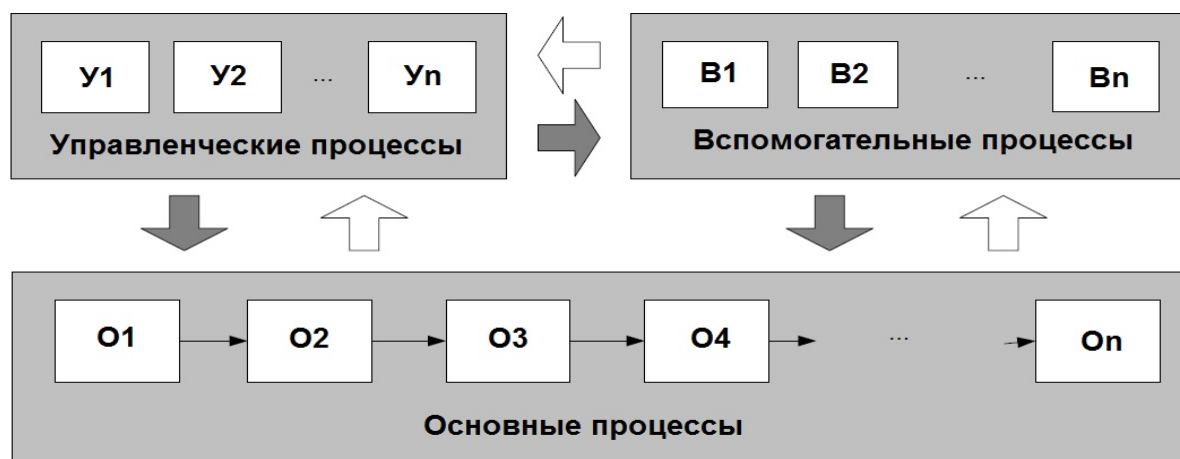 У1 У2 ... Уn
Управленческие процессы
В1 В2 ... Вn
Вспомогательные процессы
О1 О2 О3 О4 ... Оn
Основные процессы